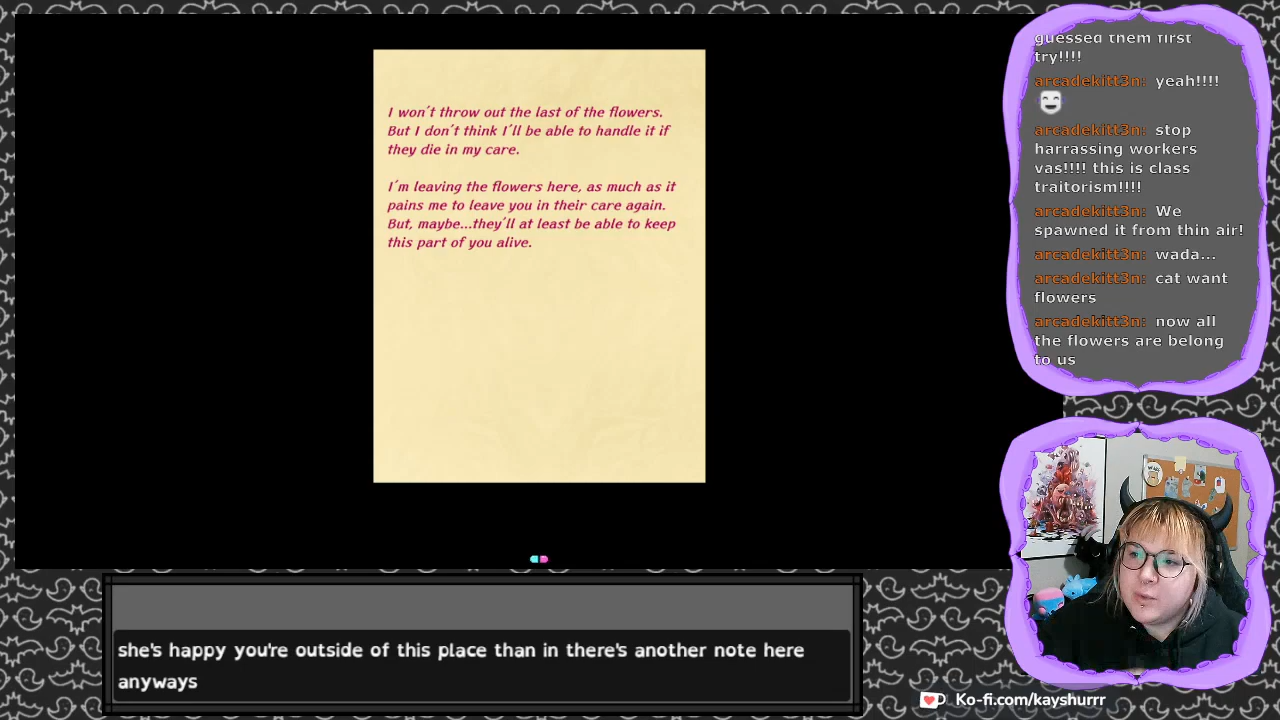 I won´t throw out the last of the flowers.
But I don´t think I´ll be able to handle it if
they die in my care.
I´m leaving the flowers here, as much as it
pains me to leave you in their care again.
But, maybe...they´ll at least be able to keep
this part of you alive.
guessed them first
try!!!!
arcadekitt3n: yeah!!!!
arcadekitt3n: stop
harrassing workers
vas!!!! this is class
traitorism!!!!
arcadekitt3n: We
spawned it from thin air!
arcadekitt3n: wada...
arcadekitt3n: cat want
flowers
arcadekitt3n: now all
the flowers are belong
to us
she's happy you're outside of this place than in there's another note here
anyways
Ko-fi.com/kayshurrr